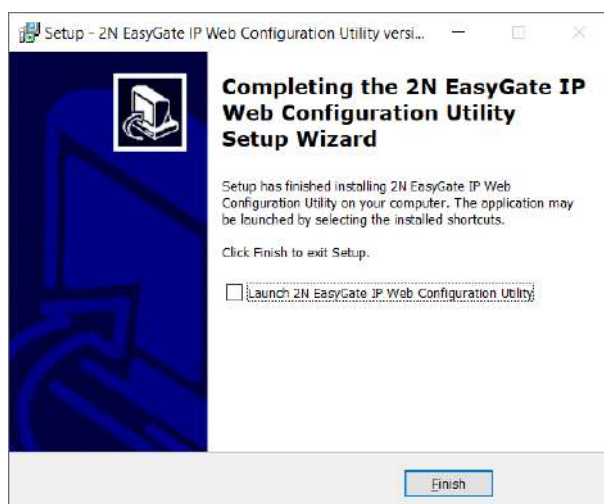 Setup - 2N EasyGate IP Web Configuration Utility versi...
Completing the 2N EasyGate IP
Web Configuration Utility
Setup Wizard
Setup has finished installing 2N EasyGate IP Web
Configuration Utility on your computer. The application may
be launched by selecting the installed shortcuts.
Click Finish to exit Setup.
Launch 2N EasyGate IP Web Configuration Utility
Finish